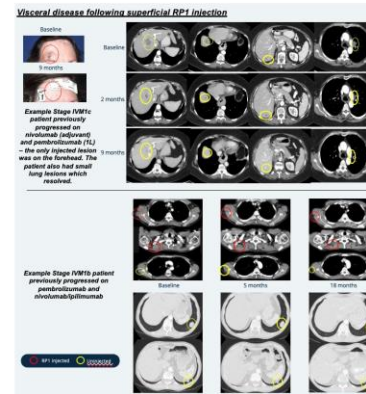 Visceral disease following superficial RP1 injection
Baseline
9 months
Baseline
2 months
9 months
Example Stage IVM1c
patient previously
progressed on
nivolumab (adjuvant)
and pembrolizumab (1L)
– the only injected lesion
was on the forehead. The
patient also had small
lung lesions which
resolved.
Example Stage IVM1b patient
previously progressed on
pembrolizumab and
nivolumab/ipilimumab
Baseline
5 months
18 months
RP1 injected
Uninjected